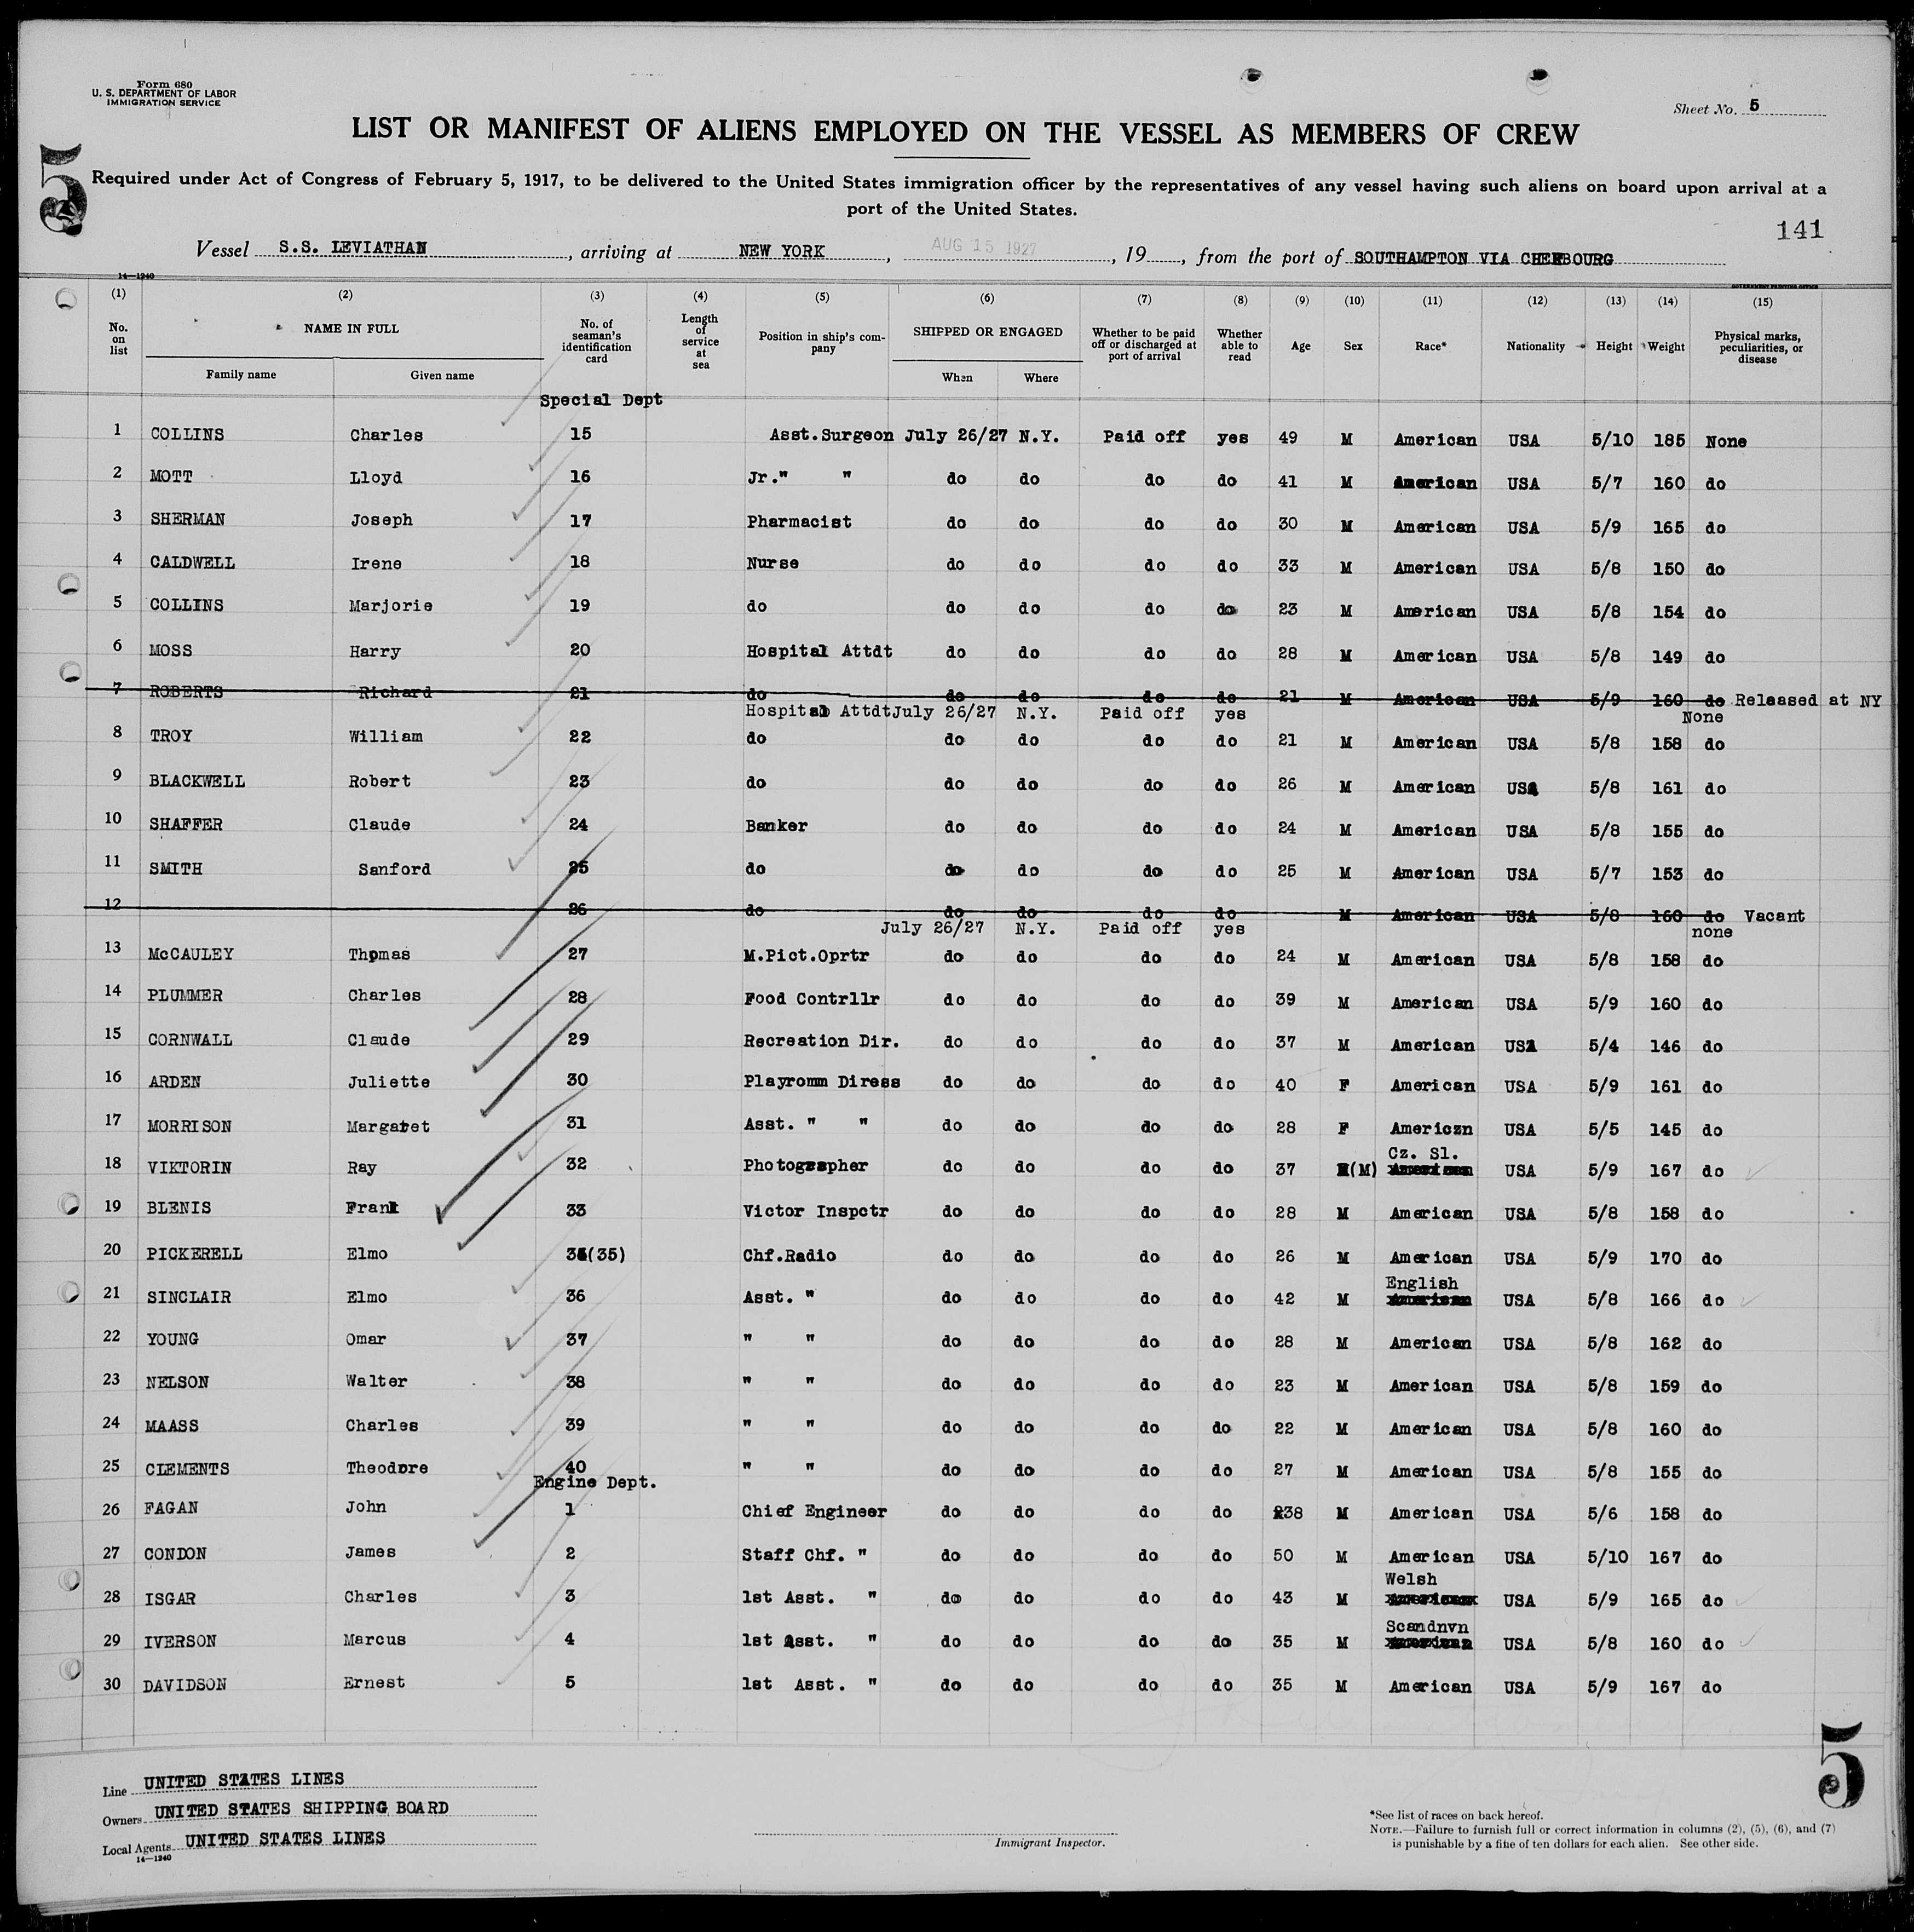 Form 680
U. S. DEPARTMENT OF LABOR
IMMIGRATION SERVICE
Sheet No. 5
LIST OR MANIFEST OF ALIENS EMPLOYED ON THE VESSEL AS MEMBERS OF CREW
5
Required under Act of Congress of February 5, 1917, to be delivered to the United States immigration officer by the representatives of any vessel having such aliens on board upon arrival at a
port of the United States.
141
Vessel S.S. LEVIATHAN, arriving at NEW YORK, AUG 15 1927, 19, from the port of SOUTHAMPTON VIA CHERBOURG
14—1240
GOVERNMENT PRINTING OFFICE
(1) (2) (3) (4) (5) (6) (7) (8) (9) (10) (11) (12) (13) (14) (15)
No. on list NAME IN FULL No. of seaman's identification card Length of service at sea Position in ship's company SHIPPED OR ENGAGED Whether to be paid off or discharged at port of arrival Whether able to read Age Sex Race* Nationality Height Weight Physical marks, peculiarities, or disease
Family name Given name When Where
Special Dept
1 COLLINS Charles 15 Asst.Surgeon July 26/27 N.Y. Paid off yes 49 M American USA 5/10 185 None
2 MOTT Lloyd 16 Jr." " do do do do 41 M American USA 5/7 160 do
3 SHERMAN Joseph 17 Pharmacist do do do do 30 M American USA 5/9 165 do
4 CALDWELL Irene 18 Nurse do do do do 33 M American USA 5/8 150 do
5 COLLINS Marjorie 19 do do do do do 23 M American USA 5/8 154 do
6 MOSS Harry 20 Hospital Attdt do do do do 28 M American USA 5/8 149 do
7 ROBERTS Richard 21 do do do do do 21 M American USA 5/9 160 do Released at NY
Hospital Attdt July 26/27 N.Y. Paid off yes None
8 TROY William 22 do do do do do 21 M American USA 5/8 158 do
9 BLACKWELL Robert 23 do do do do do 26 M American USA 5/8 161 do
10 SHAFFER Claude 24 Banker do do do do 24 M American USA 5/8 155 do
11 SMITH Sanford 25 do do do do do 25 M American USA 5/7 153 do
12 26 do do do do do M American USA 5/8 160 do Vacant
July 26/27 N.Y. Paid off yes none
13 McCAULEY Thomas 27 M.Pict.Oprtr do do do do 24 M American USA 5/8 158 do
14 PLUMMER Charles 28 Food Contrllr do do do do 39 M American USA 5/9 160 do
15 CORNWALL Claude 29 Recreation Dir. do do do do 37 M American USA 5/4 146 do
16 ARDEN Juliette 30 Playromm Diress do do do do 40 F American USA 5/9 161 do
17 MORRISON Margaret 31 Asst. " " do do do do 28 F Americzn USA 5/5 145 do
Cz. Sl.
18 VIKTORIN Ray 32 Photographer do do do do 37 (M) American USA 5/9 167 do
19 BLENIS Frank 33 Victor Inspctr do do do do 28 M American USA 5/8 158 do
20 PICKERELL Elmo 34(35) Chf.Radio do do do do 26 M American USA 5/9 170 do
English
21 SINCLAIR Elmo 36 Asst. " do do do do 42 M American USA 5/8 166 do
22 YOUNG Omar 37 " " do do do do 28 M American USA 5/8 162 do
23 NELSON Walter 38 " " do do do do 23 M American USA 5/8 159 do
24 MAASS Charles 39 " " do do do do 22 M American USA 5/8 160 do
25 CLEMENTS Theodore 40 " " do do do do 27 M American USA 5/8 155 do
Engine Dept.
26 FAGAN John 1 Chief Engineer do do do do 38 M American USA 5/6 158 do
27 CONDON James 2 Staff Chf. " do do do do 50 M American USA 5/10 167 do
Welsh
28 ISGAR Charles 3 1st Asst. " do do do do 43 M American USA 5/9 165 do
Scandnvn
29 IVERSON Marcus 4 1st Asst. " do do do do 35 M American USA 5/8 160 do
30 DAVIDSON Ernest 5 1st Asst. " do do do do 35 M American USA 5/9 167 do
5
Line UNITED STATES LINES
Owners UNITED STATES SHIPPING BOARD
Local Agents UNITED STATES LINES
14—1240
Immigrant Inspector.
*See list of races on back hereof.
NOTE.—Failure to furnish full or correct information in columns (2), (5), (6), and (7)
is punishable by a fine of ten dollars for each alien. See other side.